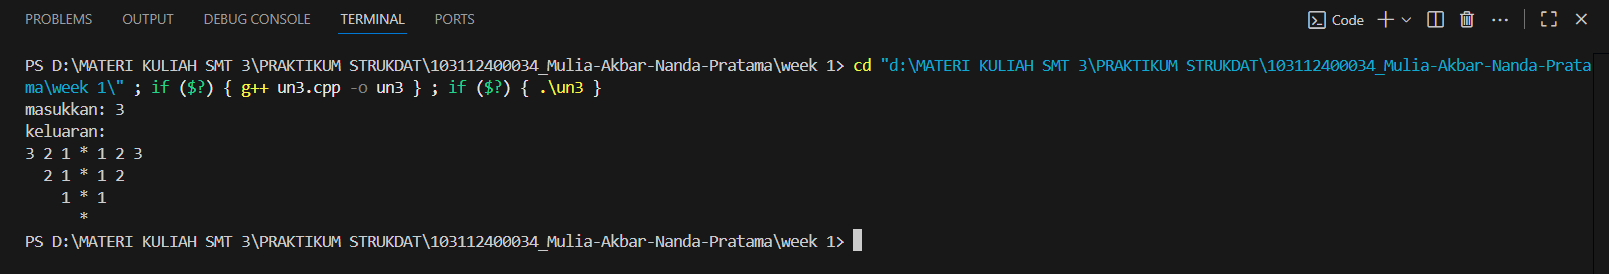 PROBLEMS OUTPUT DEBUG CONSOLE TERMINAL PORTS Code
PS D:\MATERI KULIAH SMT 3\PRAKTIKUM STRUKDAT\103112400034_Mulia-Akbar-Nanda-Pratama\week 1> cd "d:\MATERI KULIAH SMT 3\PRAKTIKUM STRUKDAT\103112400034_Mulia-Akbar-Nanda-Prata
ma\week 1\" ; if ($?) { g++ un3.cpp -o un3 } ; if ($?) { .\un3 }
masukkan: 3
keluaran:
3 2 1 * 1 2 3
  2 1 * 1 2
    1 * 1
      *
PS D:\MATERI KULIAH SMT 3\PRAKTIKUM STRUKDAT\103112400034_Mulia-Akbar-Nanda-Pratama\week 1>